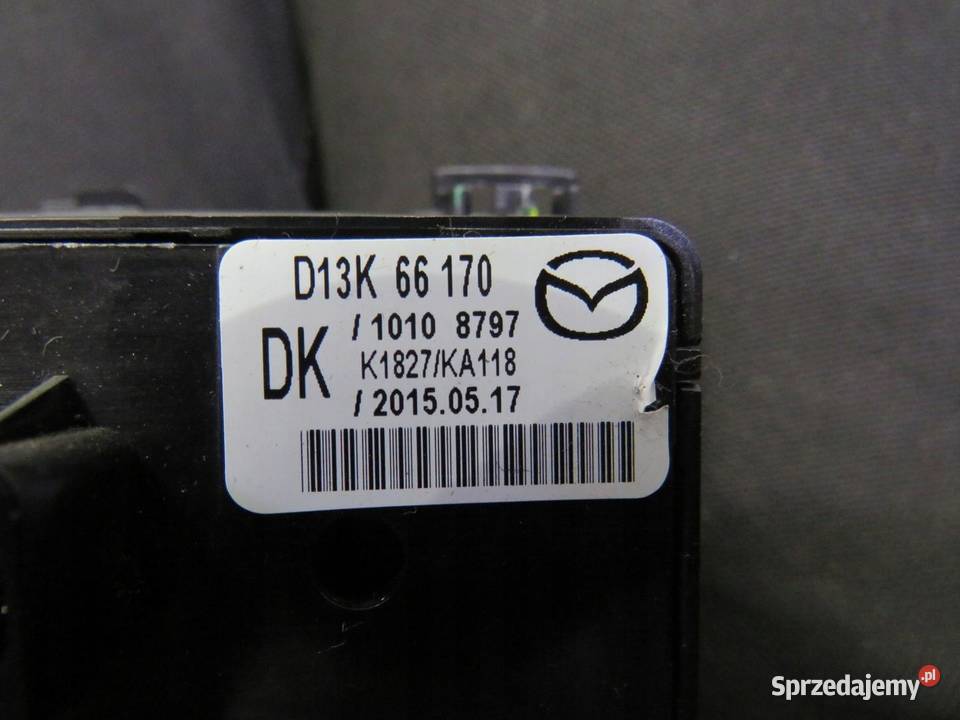 D13K 66 170
DK
/ 1010 8797
K1827/KA118
/ 2015.05.17
Sprzedajemy.pl